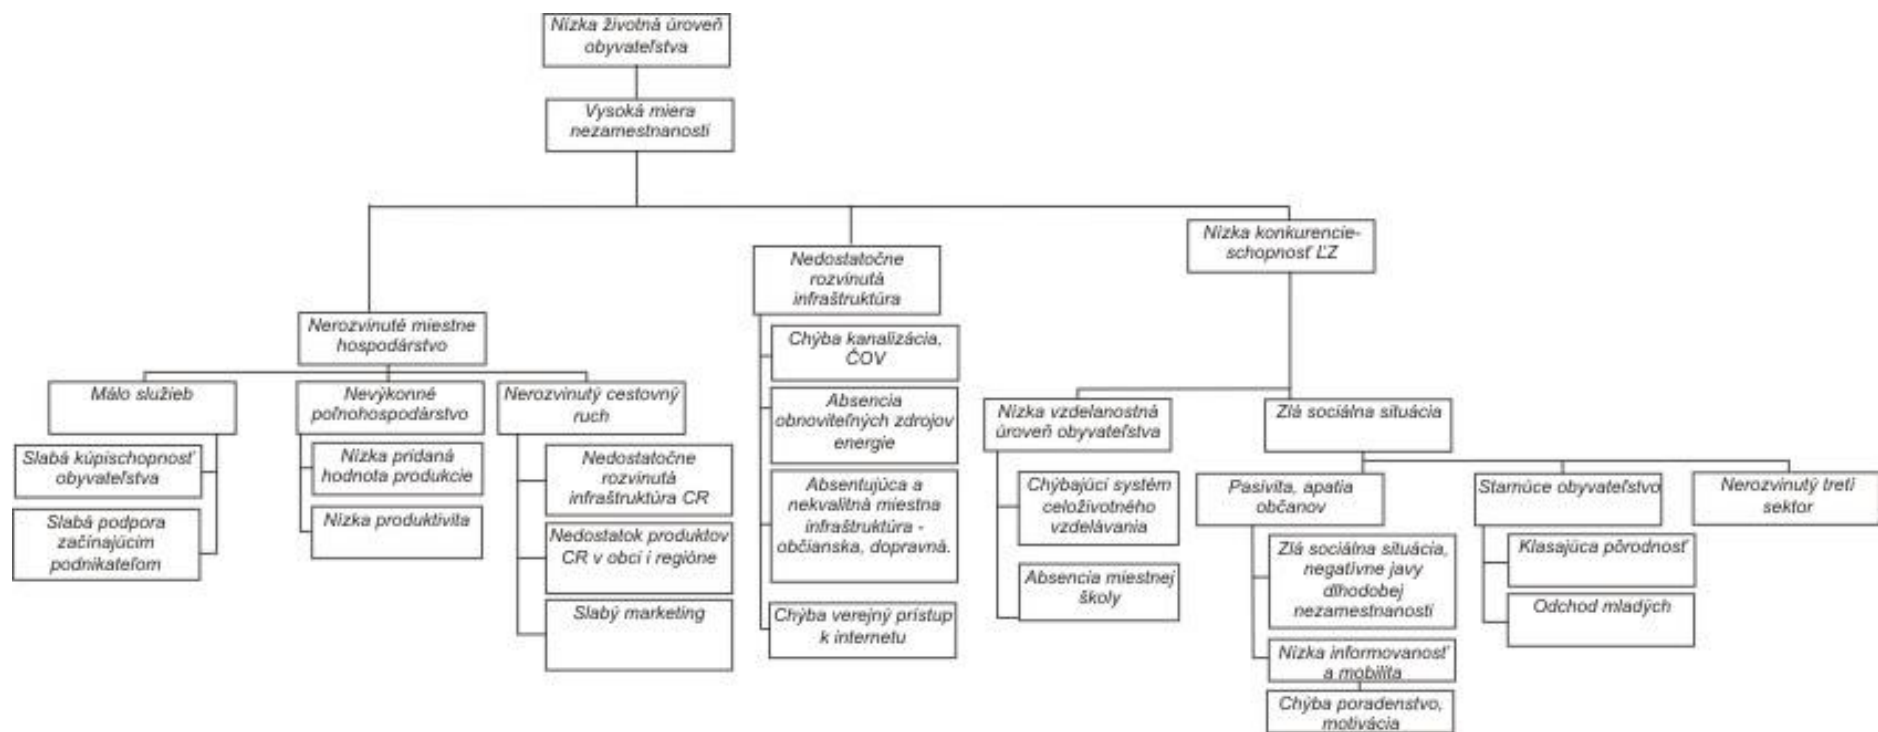 Nízka životná úroveň
obyvateľstva
Vysoká miera
nezamestnanosti
Nízka konkurencie-
schopnosť ĽZ
Nedostatočne
rozvinutá
infraštruktúra
Nerozvinuté miestne
hospodárstvo
Chýba kanalizácia,
ČOV
Málo služieb
Nevýkonné
poľnohospodárstvo
Nerozvinutý cestovný
ruch
Absencia
obnoviteľných zdrojov
energie
Nízka vzdelanostná
úroveň obyvateľstva
Zlá sociálna situácia
Slabá kúpischopnosť
obyvateľstva
Nízka pridaná
hodnota produkcie
Nedostatočne
rozvinutá
infraštruktúra CR
Absentujúca a
nekvalitná miestna
infraštruktúra -
občianska, dopravná.
Chýbajúci systém
celoživotného
vzdelávania
Pasivita, apatia
občanov
Starnúce obyvateľstvo
Nerozvinutý tretí
sektor
Slabá podpora
začínajúcim
podnikateľom
Nízka produktivita
Nedostatok produktov
CR v obci i regióne
Zlá sociálna situácia,
negatívne javy
dlhodobej
nezamestnanosti
Klasajúca pôrodnosť
Absencia miestnej
školy
Slabý marketing
Chýba verejný prístup
k internetu
Odchod mladých
Nízka informovanosť
a mobilita
Chýba poradenstvo,
motivácia